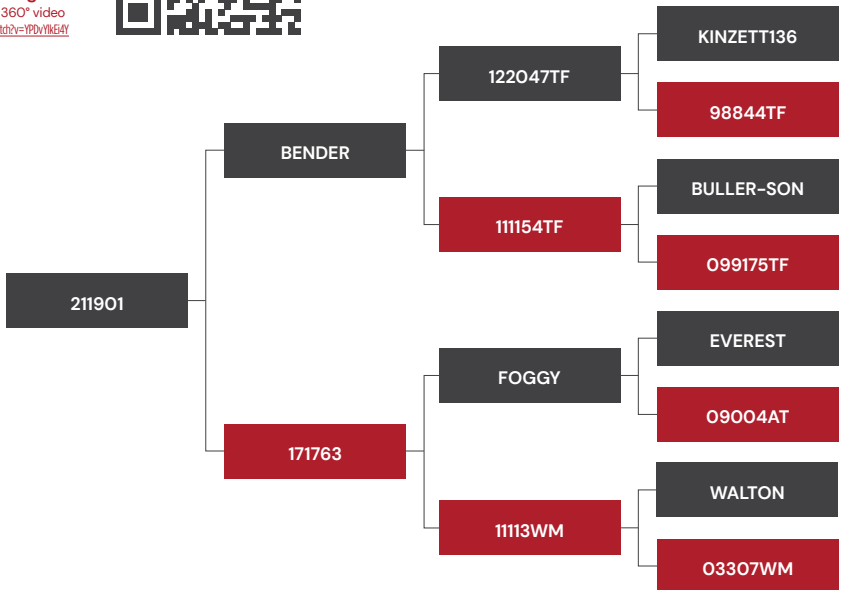 360° video
KINZETT136
122047TF
98844TF
BENDER
BULLER-SON
111154TF
099175TF
211901
EVEREST
FOGGY
09004AT
171763
WALTON
11113WM
03307WM